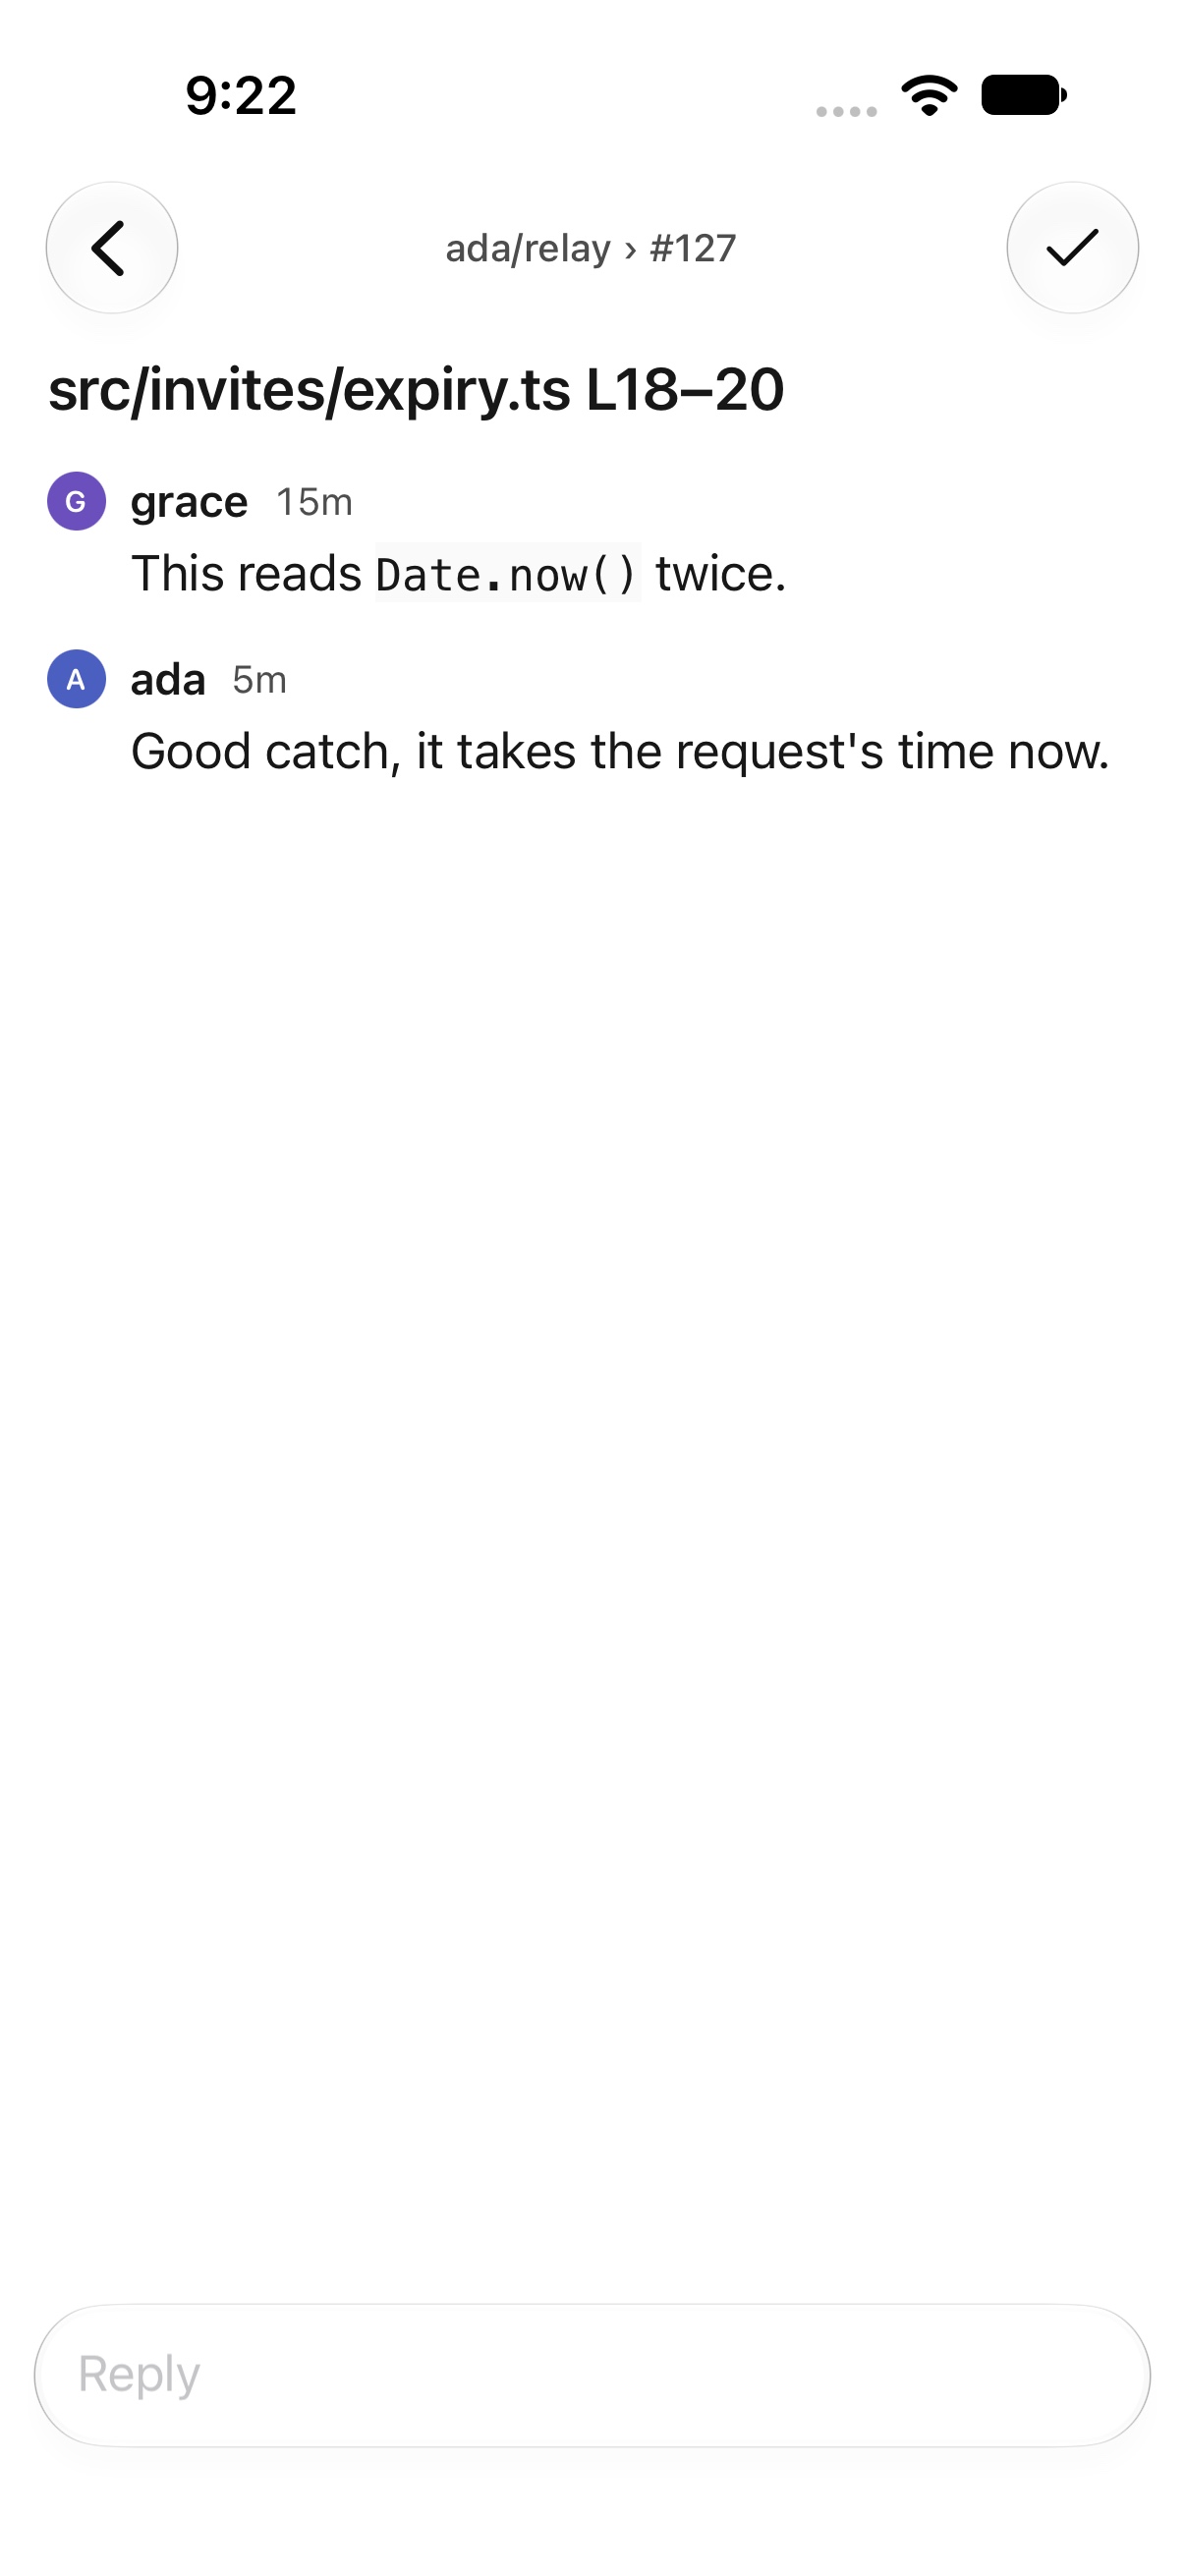 9:22
ada/relay › #127
src/invites/expiry.ts L18–20
G grace 15m
This reads Date.now() twice.
A ada 5m
Good catch, it takes the request's time now.
Reply